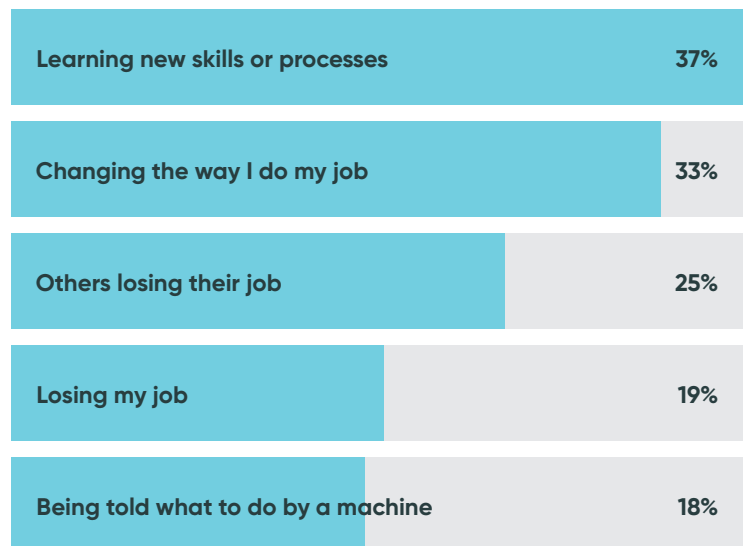 Learning new skills or processes 37%
Changing the way I do my job 33%
Others losing their job 25%
Losing my job 19%
Being told what to do by a machine 18%